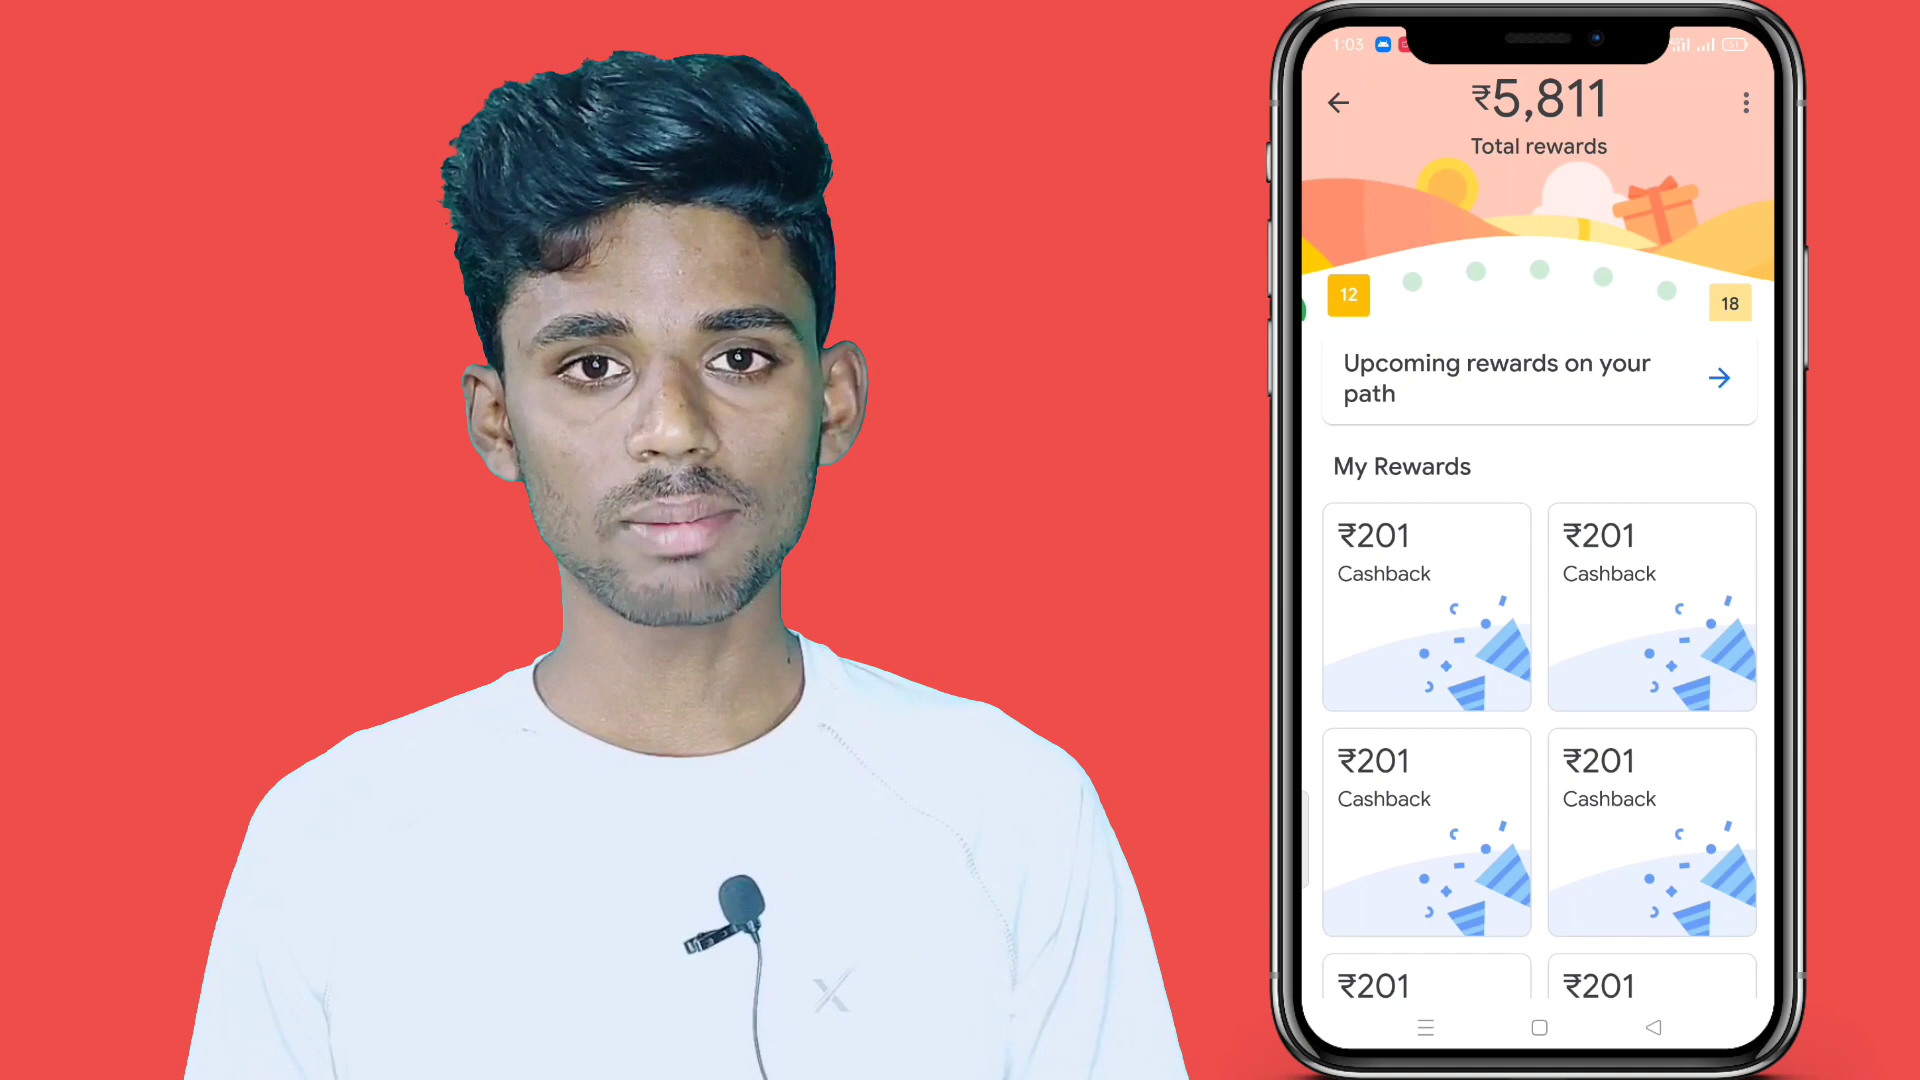 1:03
51
₹5,811
Total rewards
12
18
Upcoming rewards on your
path
My Rewards
₹201
Cashback
₹201
Cashback
₹201
Cashback
₹201
Cashback
₹201
₹201